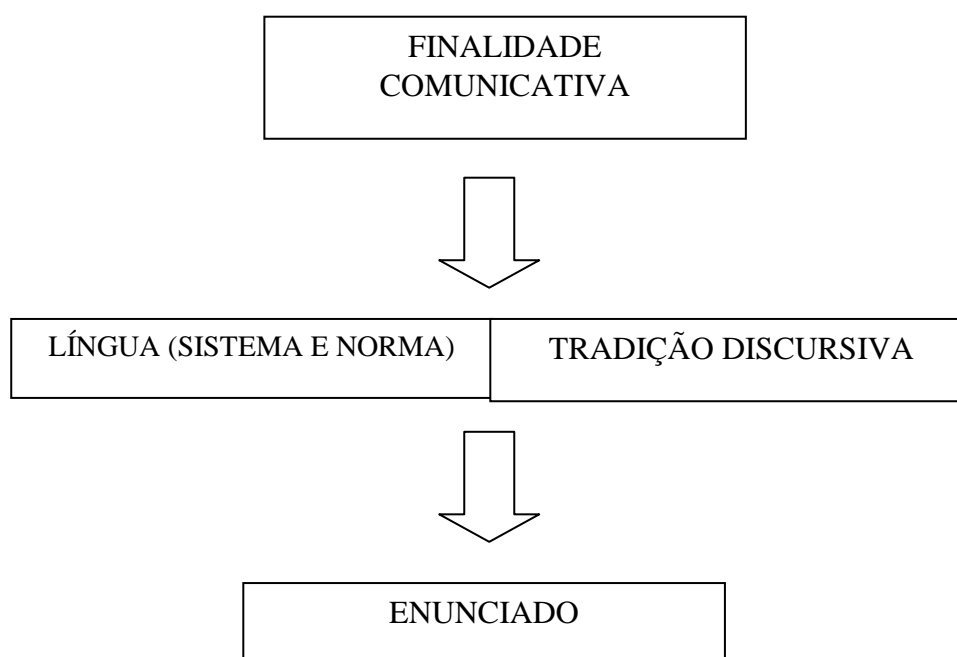 FINALIDADE
COMUNICATIVA
LÍNGUA (SISTEMA E NORMA)
TRADIÇÃO DISCURSIVA
ENUNCIADO